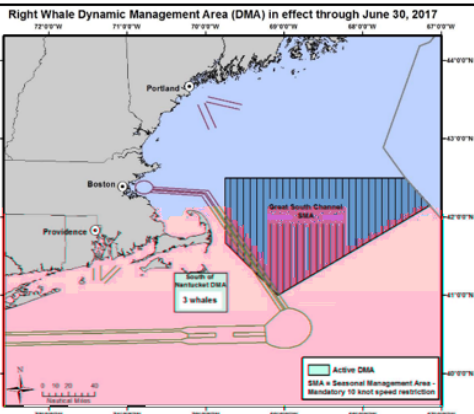 Right Whale Dynamic Management Area (DMA) in effect through June 30, 2017
72°0'0"W 71°0'0"W 70°0'0"W 69°0'0"W 68°0'0"W 67°0'0"W
44°0'0"N
Portland
43°0'0"N
Boston
Great South Channel
SMA
42°0'0"N
Providence
South of
Nantucket DMA
3 whales
41°0'0"N
Active DMA
SMA = Seasonal Management Area -
Mandatory 10 knot speed restriction
40°0'0"N
N
0 10 20 40
Nautical Miles